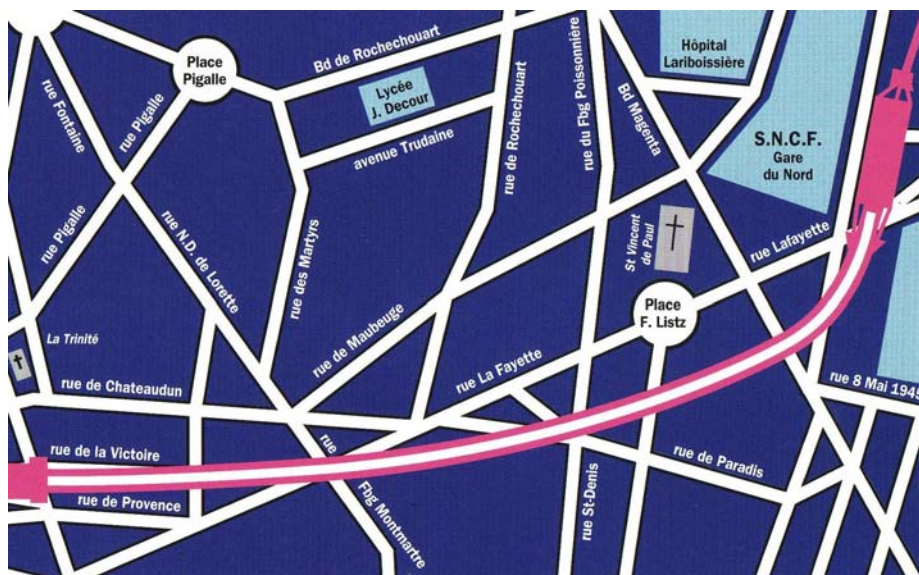 Place
Pigalle
Bd de Rochechouart
Hôpital
Lariboissière
rue Fontaine
rue Pigalle
Lycée
J. Decour
avenue Trudaine
rue de Rochechouart
rue du Fbg Poissonnière
Bd Magenta
S.N.C.F.
Gare
du Nord
rue Pigalle
rue N.D. de Lorette
rue des Martyrs
St Vincent
de Paul
rue Lafayette
Place
F. Listz
La Trinité
rue de Maubeuge
rue La Fayette
rue de Chateaudun
rue 8 Mai 1945
rue de la Victoire
rue
Fbg Montmartre
rue de Paradis
rue de Provence
rue St-Denis